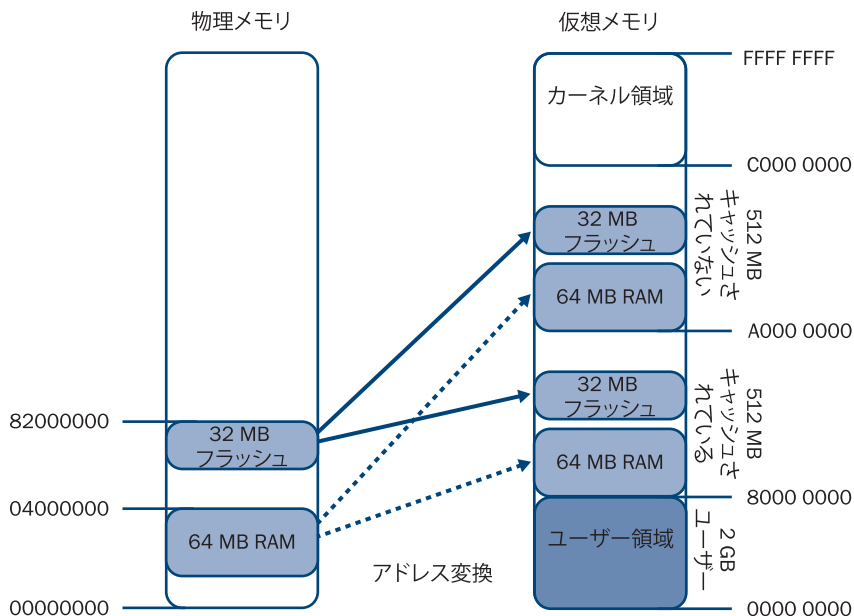 物理メモリ
82000000
32 MB
フラッシュ
04000000
64 MB RAM
00000000
アドレス変換
仮想メモリ
FFFF FFFF
カーネル領域
C000 0000
32 MB
フラッシュ
64 MB RAM
512 MB
キャッシュさ
れていない
A000 0000
32 MB
フラッシュ
64 MB RAM
512 MB
キャッシュさ
れている
8000 0000
ユーザー領域
2 GB
ユーザー
0000 0000